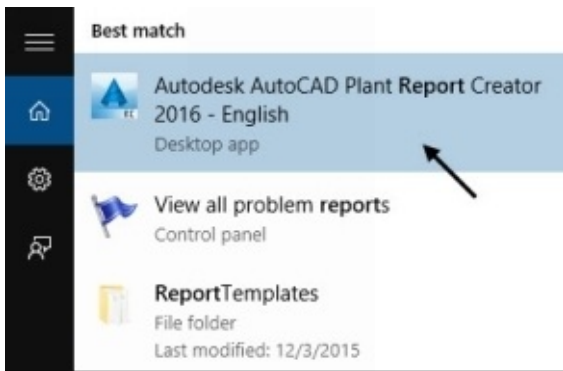 Best match
Autodesk AutoCAD Plant Report Creator
2016 - English
Desktop app
View all problem reports
Control panel
ReportTemplates
File folder
Last modified: 12/3/2015